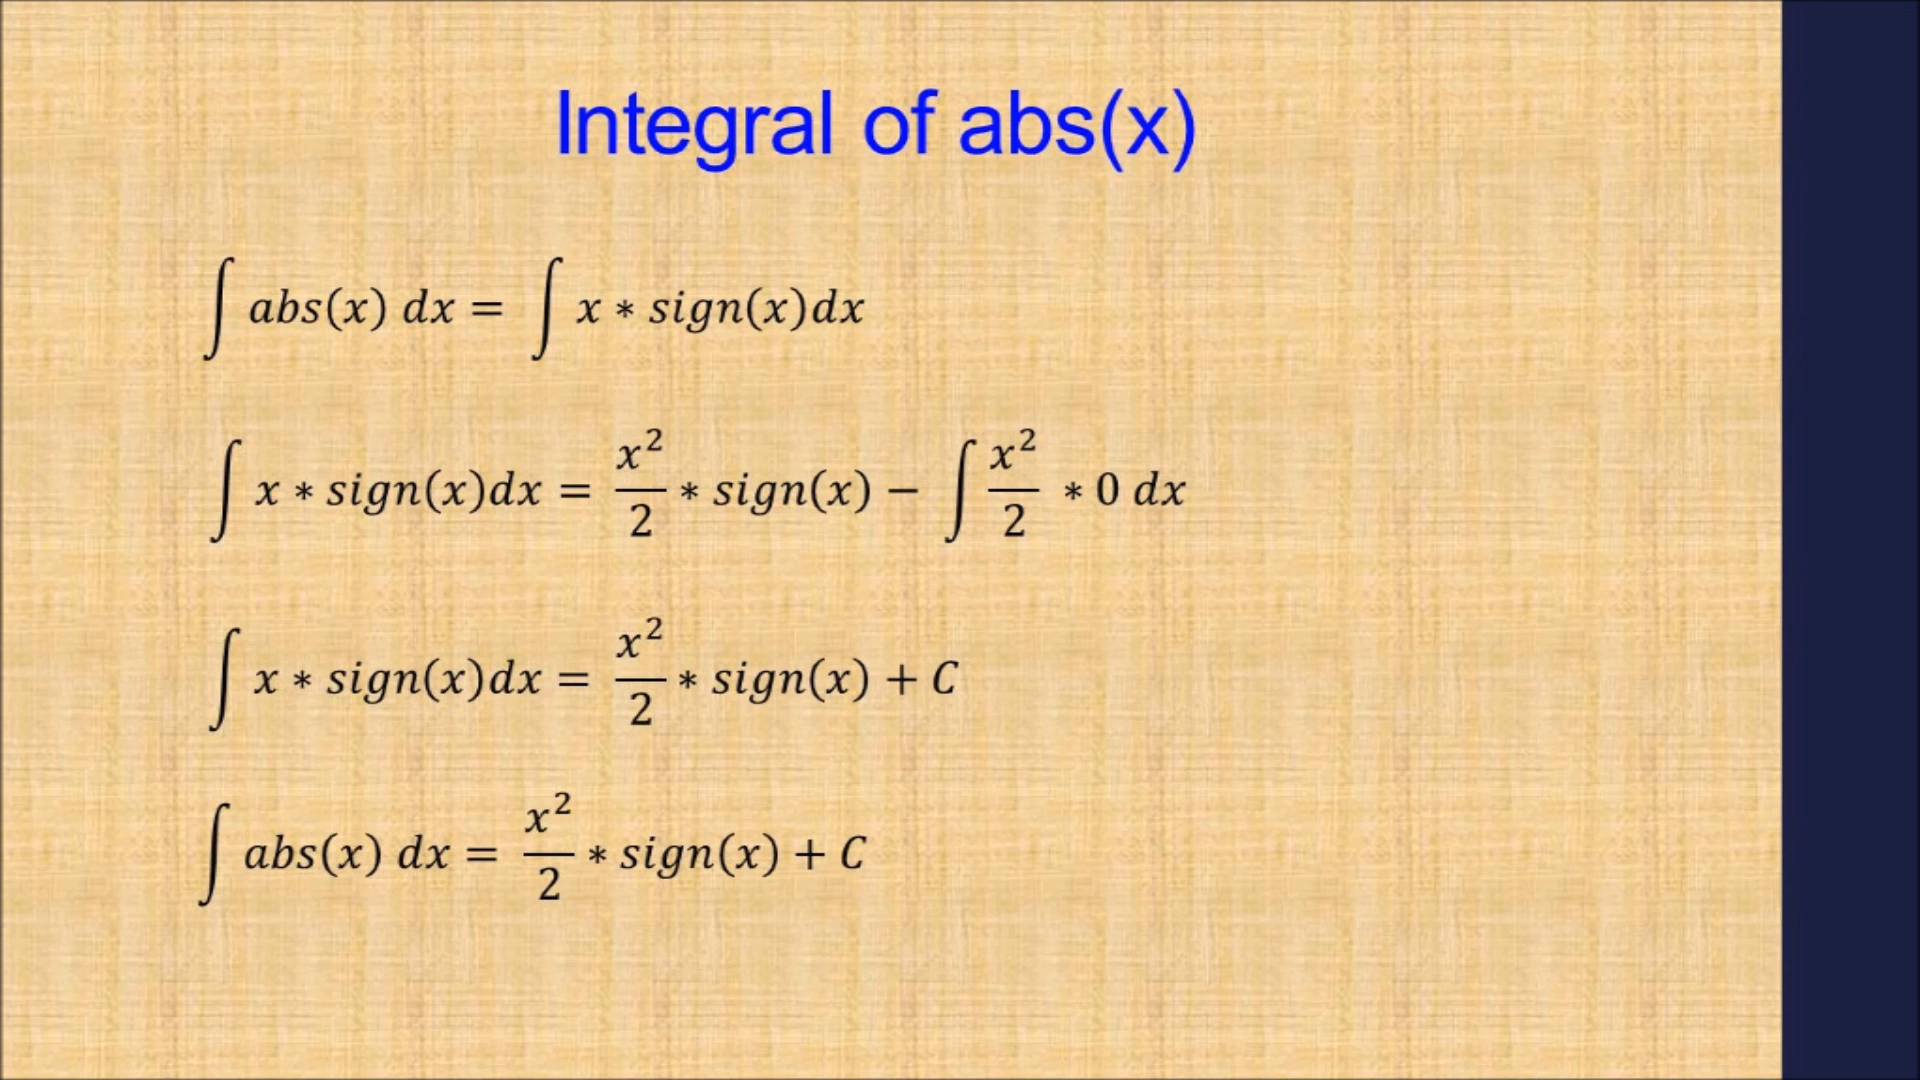 Integral of abs(x)
∫ abs(x) dx = ∫ x * sign(x)dx
∫ x * sign(x)dx = x²/2 * sign(x) − ∫ x²/2 * 0 dx
∫ x * sign(x)dx = x²/2 * sign(x) + C
∫ abs(x) dx = x²/2 * sign(x) + C